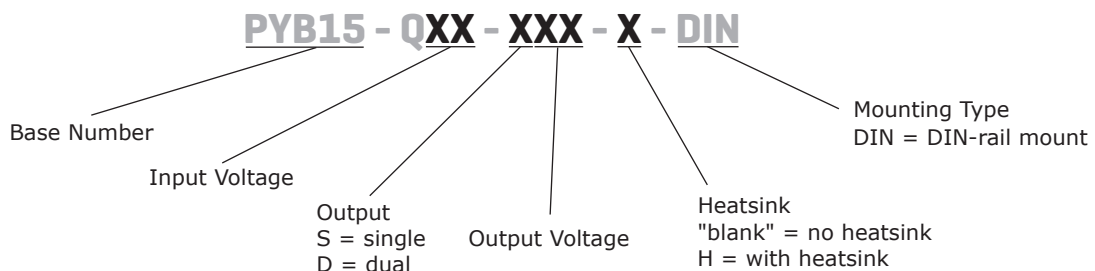 PYB15 - QXX - XXX - X - DIN
Base Number
Input Voltage
Output
S = single
D = dual
Output Voltage
Heatsink
"blank" = no heatsink
H = with heatsink
Mounting Type
DIN = DIN-rail mount